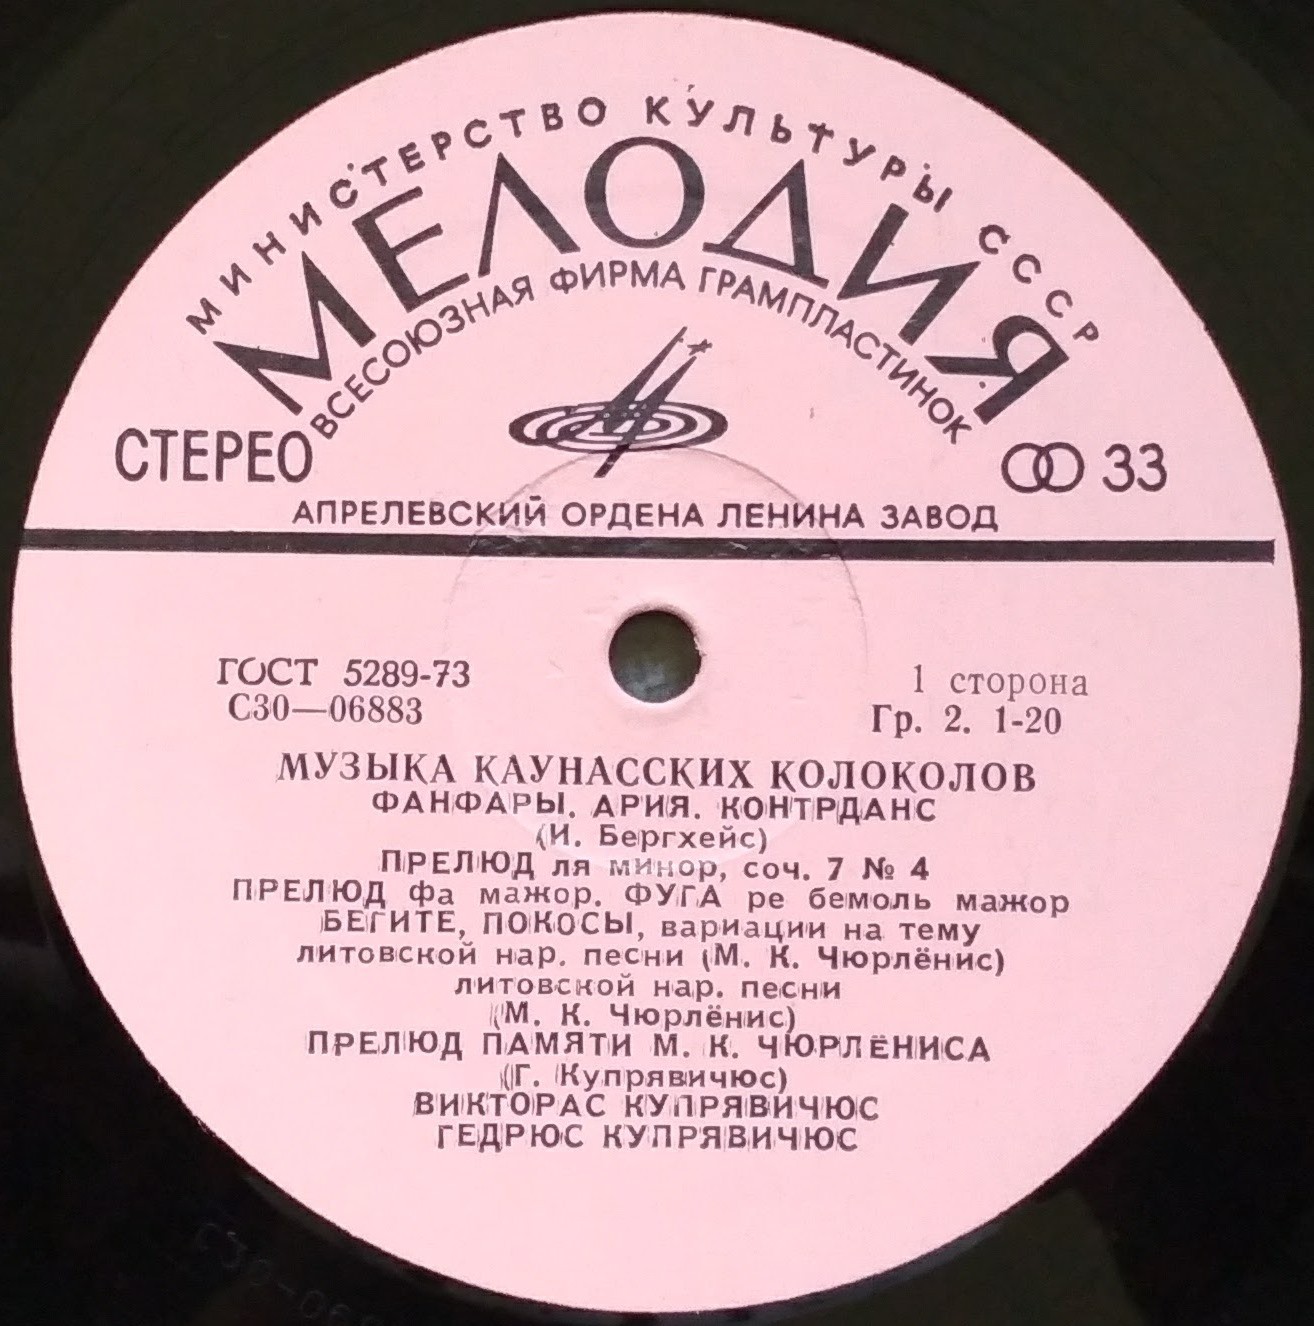 МИНИСТЕРСТВО КУЛЬТУРЫ СССР
МЕЛОДИЯ
ВСЕСОЮЗНАЯ ФИРМА ГРАМПЛАСТИНОК
СТЕРЕО
33
АПРЕЛЕВСКИЙ ОРДЕНА ЛЕНИНА ЗАВОД
ГОСТ 5289-73
С30—06883
1 сторона
Гр. 2. 1-20
МУЗЫКА КАУНАССКИХ КОЛОКОЛОВ
ФАНФАРЫ. АРИЯ. КОНТРДАНС
(И. Бергхейс)
ПРЕЛЮД ля минор, соч. 7 № 4
ПРЕЛЮД фа мажор. ФУГА ре бемоль мажор
БЕГИТЕ, ПОКОСЫ, вариации на тему
литовской нар. песни (М. К. Чюрлёнис)
литовской нар. песни
(М. К. Чюрлёнис)
ПРЕЛЮД ПАМЯТИ М. К. ЧЮРЛЁНИСА
(Г. Купрявичюс)
ВИКТОРАС КУПРЯВИЧЮС
ГЕДРЮС КУПРЯВИЧЮС